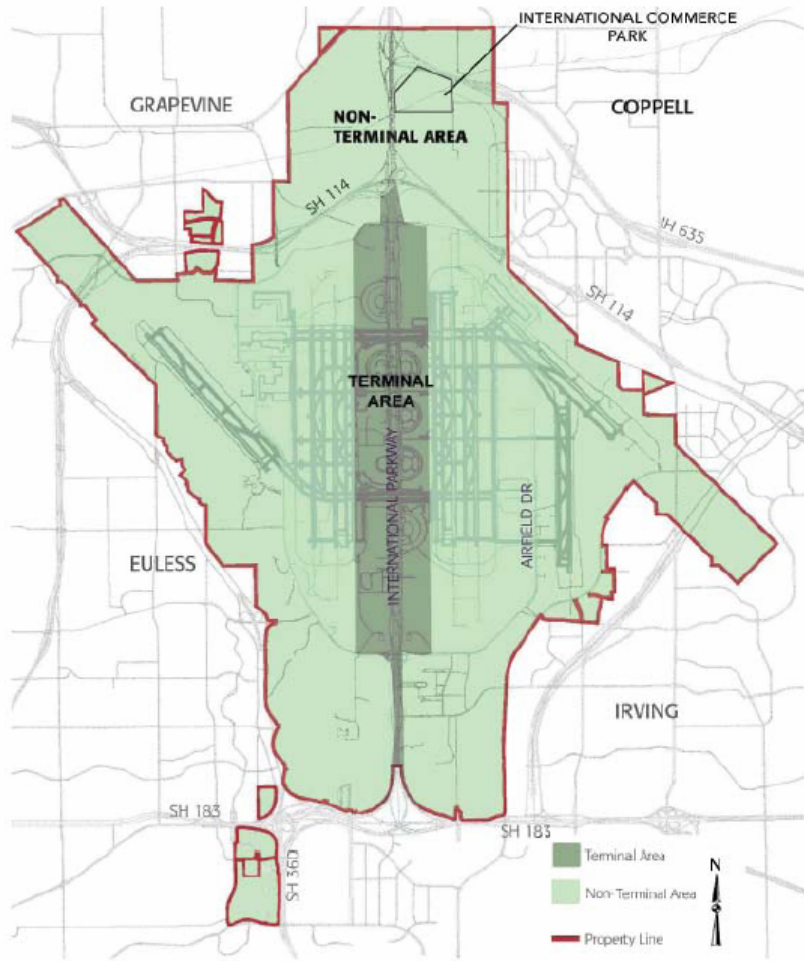 INTERNATIONAL COMMERCE
PARK
GRAPEVINE
COPPELL
NON-
TERMINAL AREA
SH 114
IH 635
SH 114
TERMINAL
AREA
INTERNATIONAL PARKWAY
AIRFIELD DR
EULESS
IRVING
SH 183
SH 183
SH 360
Terminal Area
Non-Terminal Area
Property Line
N